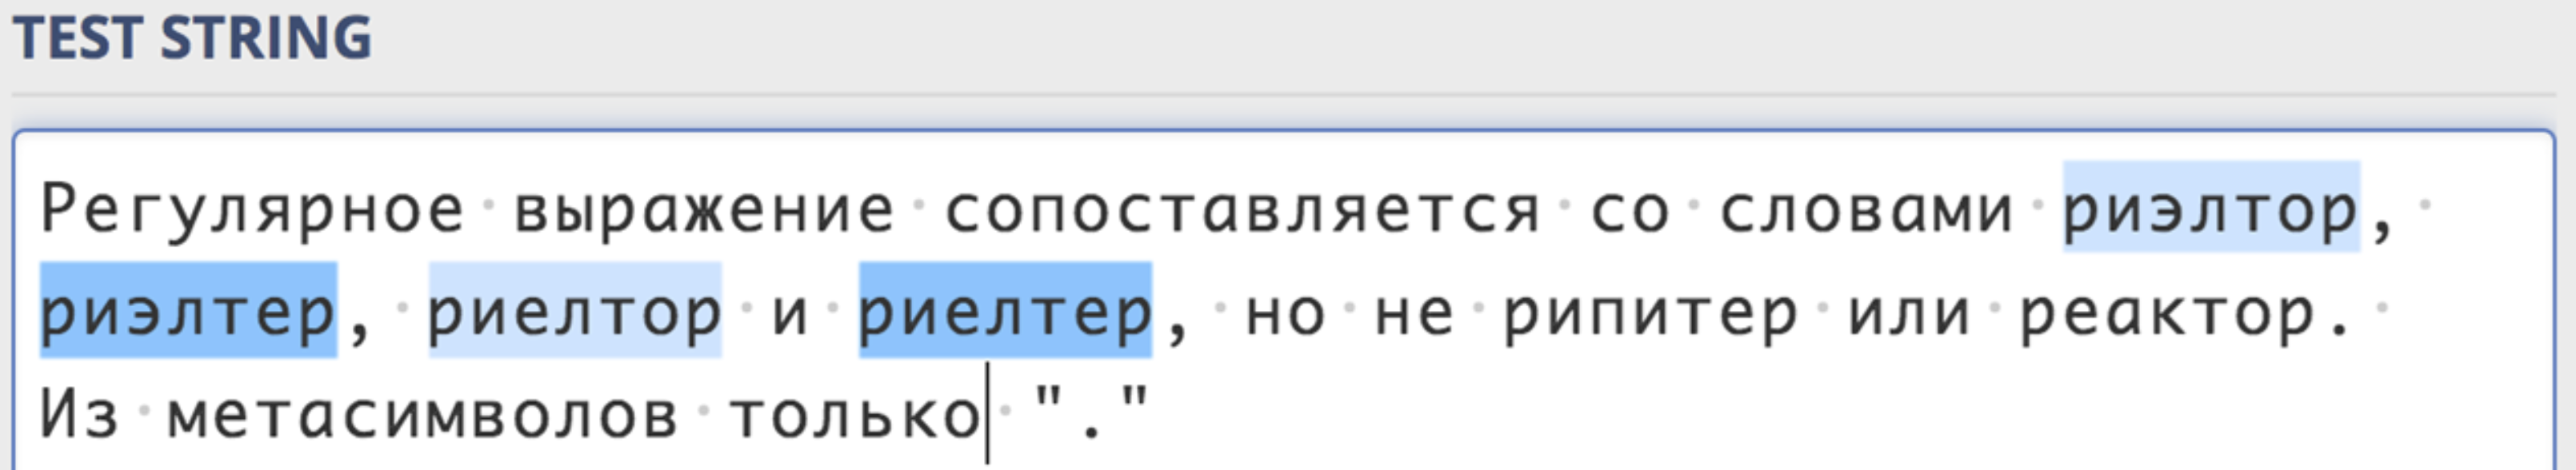 TEST STRING
Регулярное выражение сопоставляется со словами риэлтор,
риэлтер, риелтор и риелтер, но не рипитер или реактор.
Из метасимволов только "."